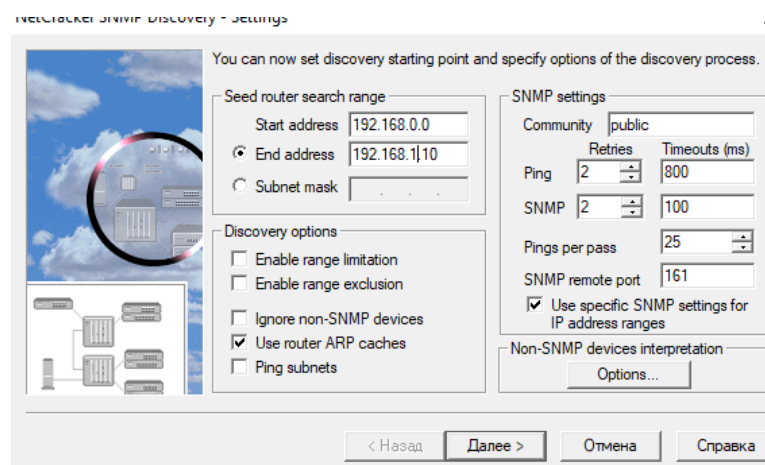 NetCracker SNMP Discovery - Settings
You can now set discovery starting point and specify options of the discovery process.
Seed router search range
Start address 192.168.0.0
End address 192.168.1.10
Subnet mask . . .
Discovery options
Enable range limitation
Enable range exclusion
Ignore non-SNMP devices
Use router ARP caches
Ping subnets
SNMP settings
Community public
Retries Timeouts (ms)
Ping 2 800
SNMP 2 100
Pings per pass 25
SNMP remote port 161
Use specific SNMP settings for
IP address ranges
Non-SNMP devices interpretation
Options...
< Назад Далее > Отмена Справка